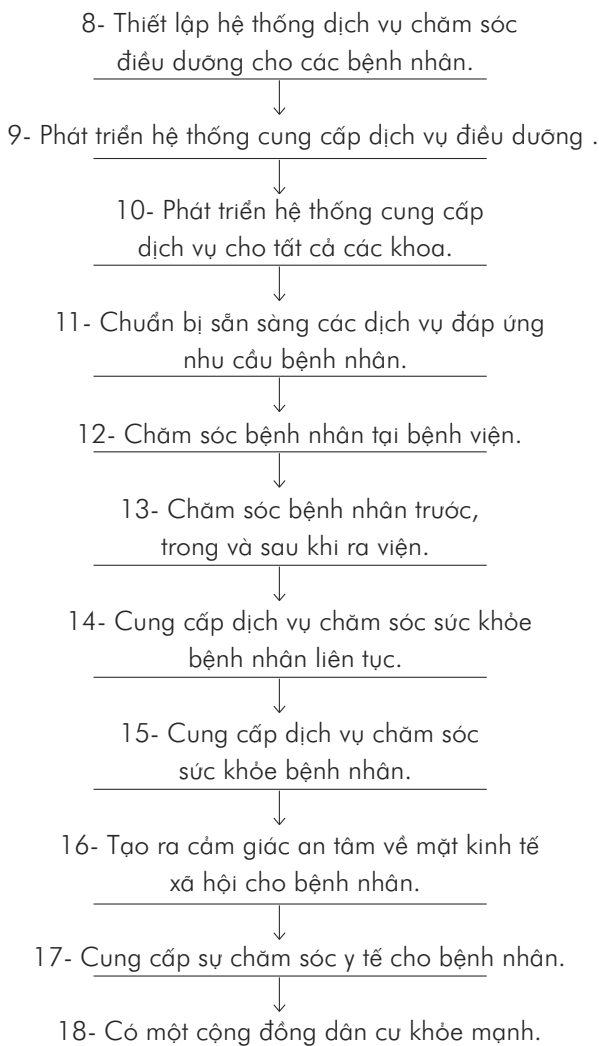 8- Thiết lập hệ thống dịch vụ chăm sóc
điều dưỡng cho các bệnh nhân.
9- Phát triển hệ thống cung cấp dịch vụ điều dưỡng .
10- Phát triển hệ thống cung cấp
dịch vụ cho tất cả các khoa.
11- Chuẩn bị sẵn sàng các dịch vụ đáp ứng
nhu cầu bệnh nhân.
12- Chăm sóc bệnh nhân tại bệnh viện.
13- Chăm sóc bệnh nhân trước,
trong và sau khi ra viện.
14- Cung cấp dịch vụ chăm sóc sức khỏe
bệnh nhân liên tục.
15- Cung cấp dịch vụ chăm sóc
sức khỏe bệnh nhân.
16- Tạo ra cảm giác an tâm về mặt kinh tế
xã hội cho bệnh nhân.
17- Cung cấp sự chăm sóc y tế cho bệnh nhân.
18- Có một cộng đồng dân cư khỏe mạnh.